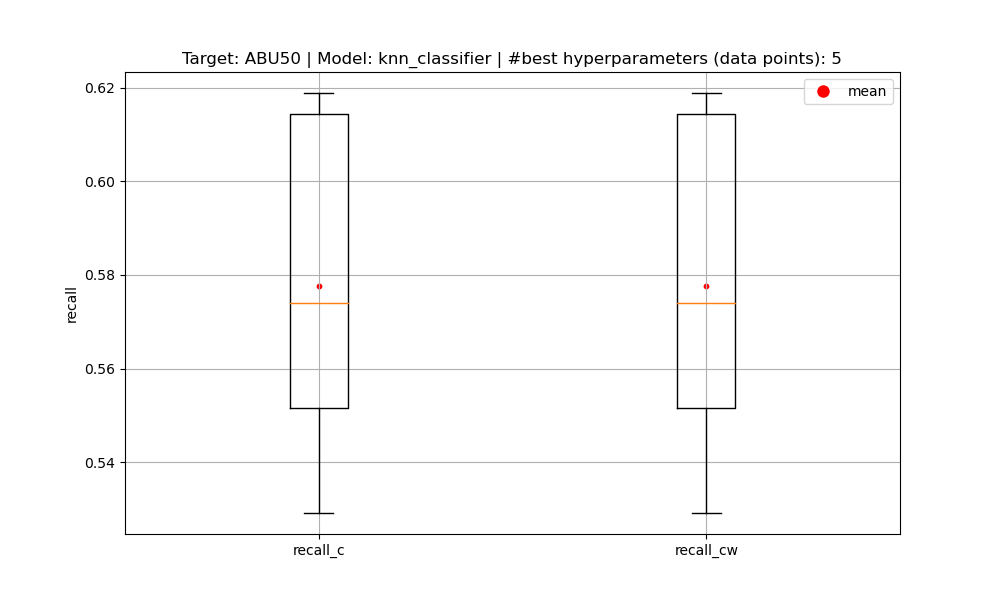 Target: ABU50 | Model: knn_classifier | #best hyperparameters (data points): 5
mean
0.62
0.60
0.58
0.56
0.54
recall
recall_c
recall_cw